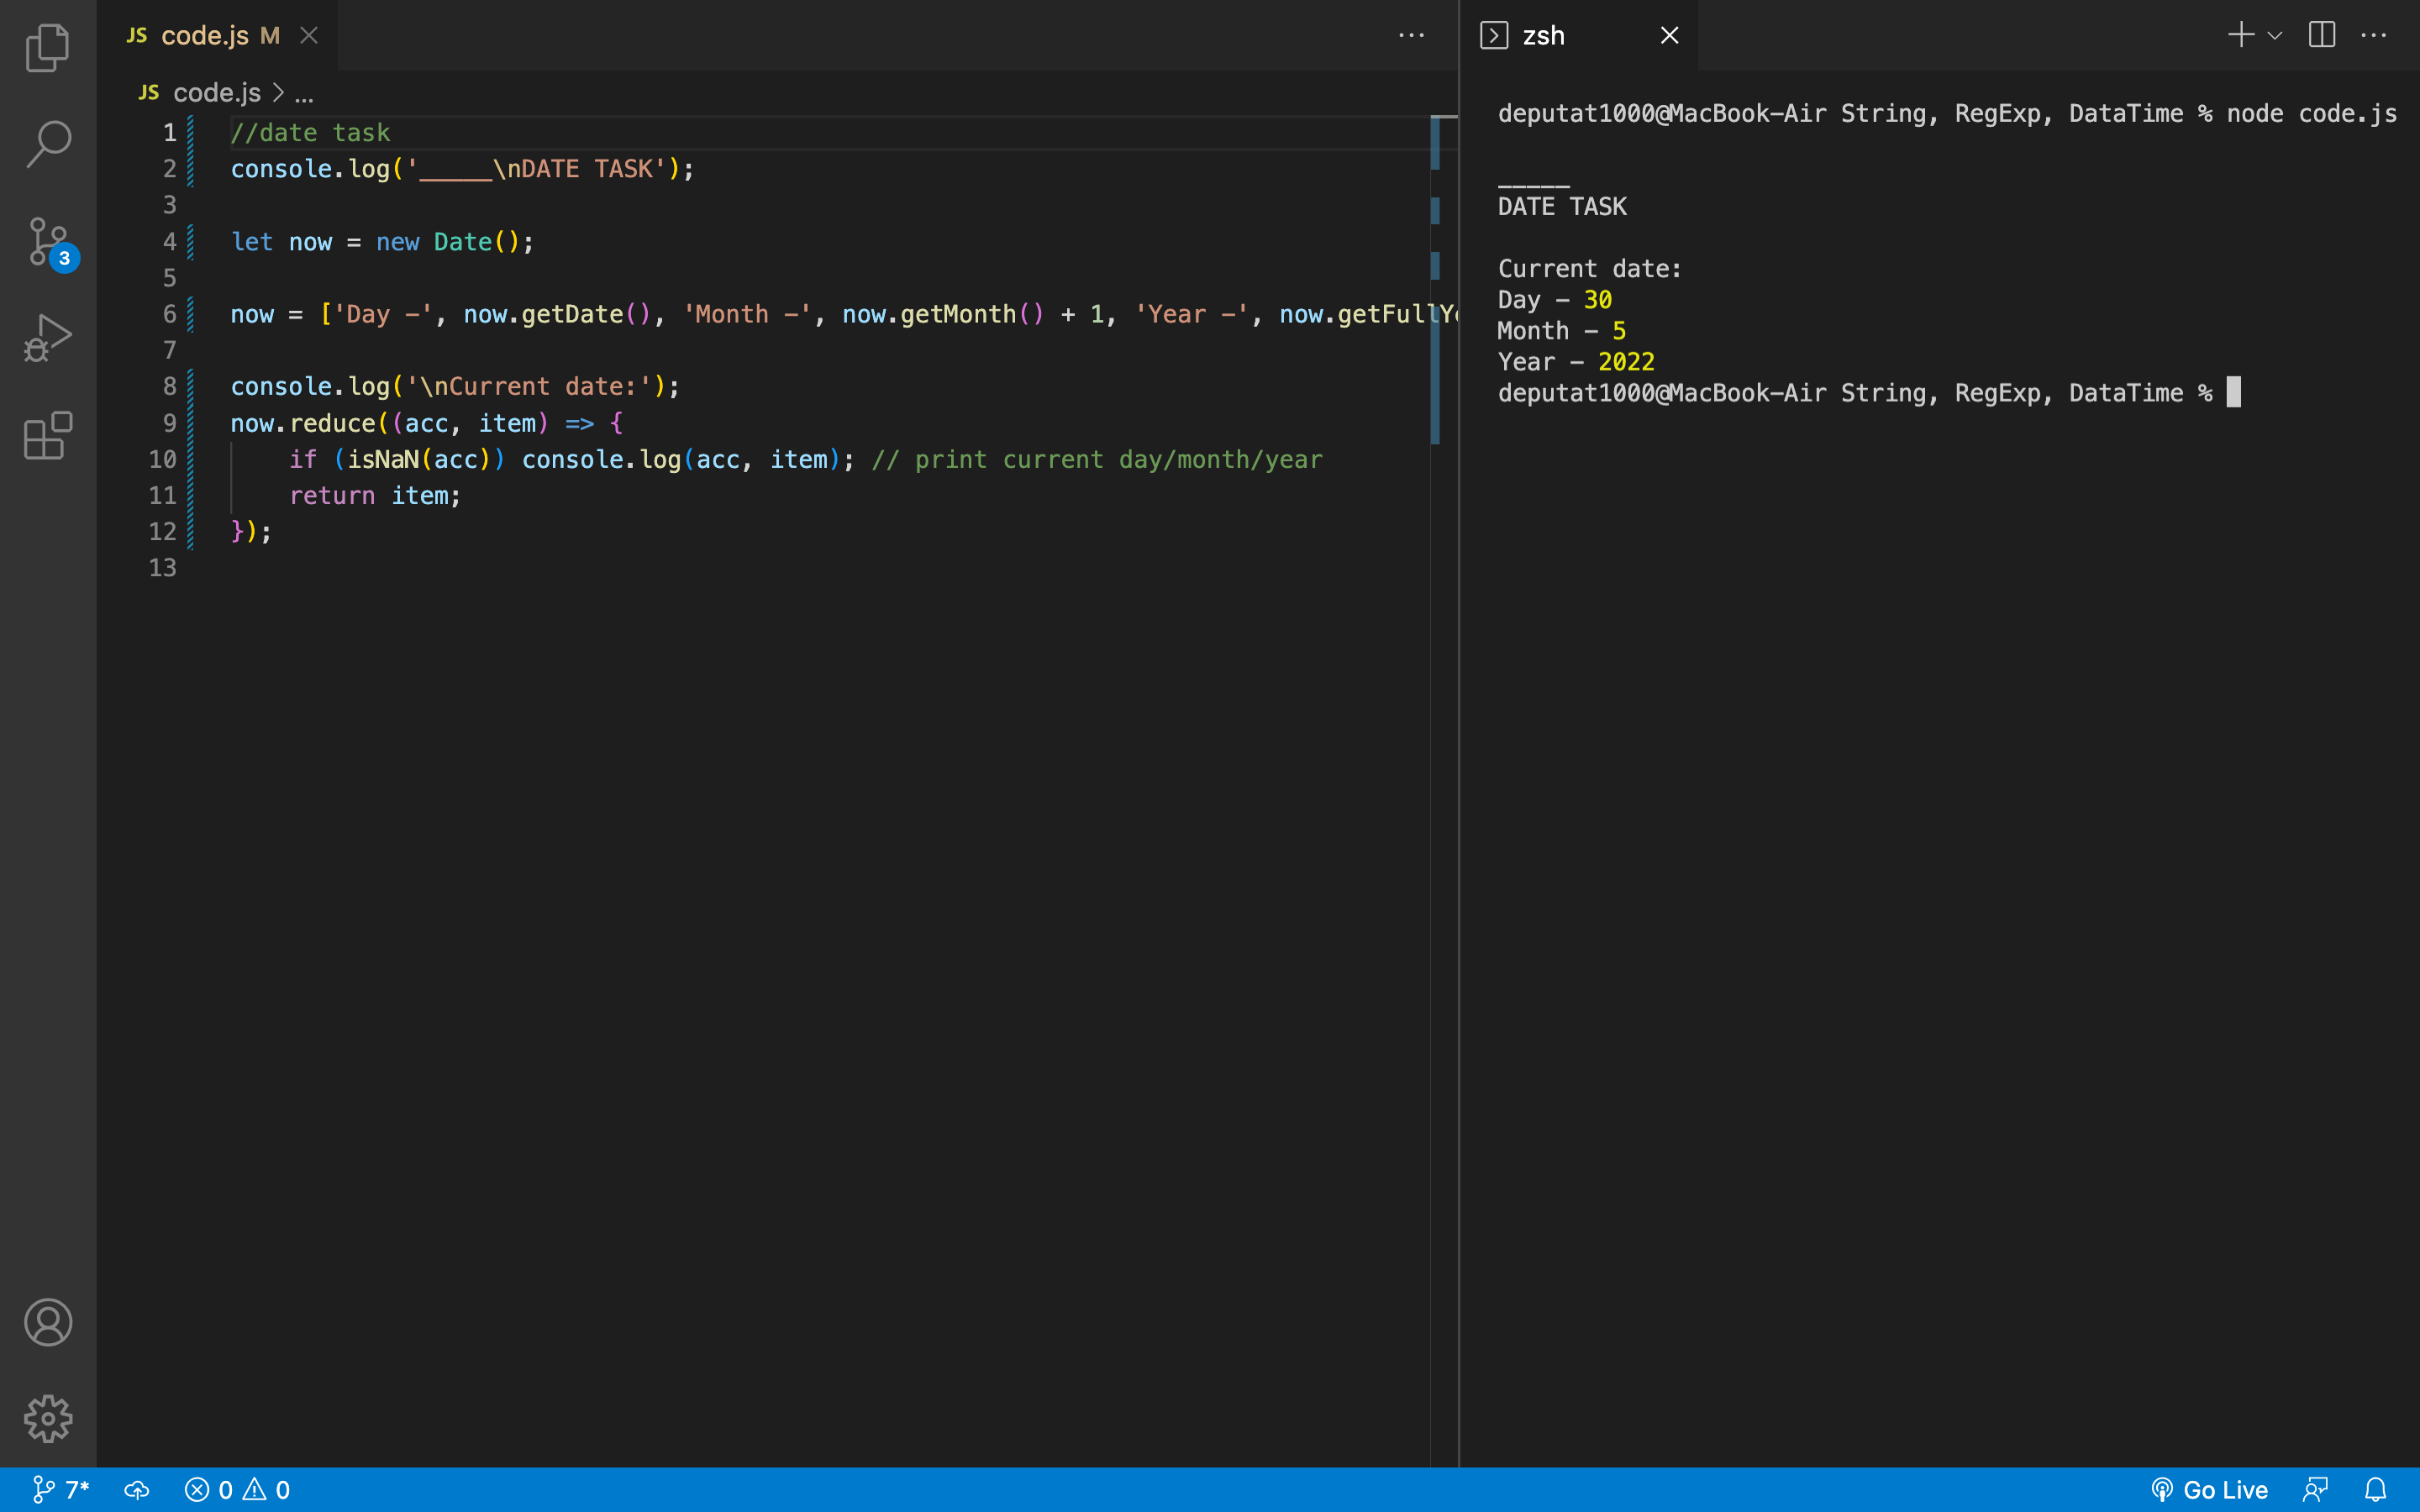 JS code.js M
JS code.js > ...
1 //date task
2 console.log('_____\nDATE TASK');
3
4 let now = new Date();
5
6 now = ['Day -', now.getDate(), 'Month -', now.getMonth() + 1, 'Year -', now.getFullY
7
8 console.log('\nCurrent date:');
9 now.reduce((acc, item) => {
10 if (isNaN(acc)) console.log(acc, item); // print current day/month/year
11 return item;
12 });
13
zsh
deputat1000@MacBook-Air String, RegExp, DataTime % node code.js
_____
DATE TASK
Current date:
Day - 30
Month - 5
Year - 2022
deputat1000@MacBook-Air String, RegExp, DataTime %
3
7* 0 0
Go Live